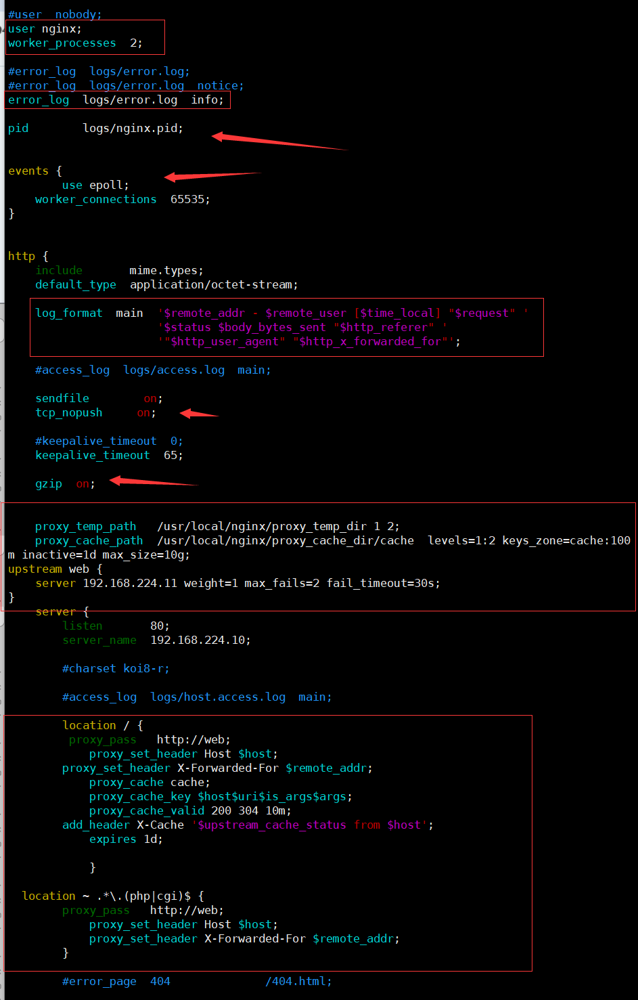 #user  nobody;
user nginx;
worker_processes  2;
#error_log  logs/error.log;
#error_log  logs/error.log  notice;
error_log  logs/error.log  info;
pid        logs/nginx.pid;
events {
        use epoll;
    worker_connections  65535;
}
http {
    include       mime.types;
    default_type  application/octet-stream;
    log_format  main  '$remote_addr - $remote_user [$time_local] "$request" '
                      '$status $body_bytes_sent "$http_referer" '
                      '"$http_user_agent" "$http_x_forwarded_for"';
    #access_log  logs/access.log  main;
    sendfile        on;
    tcp_nopush     on;
    #keepalive_timeout  0;
    keepalive_timeout  65;
    gzip  on;
    proxy_temp_path   /usr/local/nginx/proxy_temp_dir 1 2;
    proxy_cache_path  /usr/local/nginx/proxy_cache_dir/cache  levels=1:2 keys_zone=cache:100
m inactive=1d max_size=10g;
upstream web {
    server 192.168.224.11 weight=1 max_fails=2 fail_timeout=30s;
}
    server {
        listen       80;
        server_name  192.168.224.10;
        #charset koi8-r;
        #access_log  logs/host.access.log  main;
        location / {
         proxy_pass   http://web;
            proxy_set_header Host $host;
        proxy_set_header X-Forwarded-For $remote_addr;
            proxy_cache cache;
            proxy_cache_key $host$uri$is_args$args;
            proxy_cache_valid 200 304 10m;
        add_header X-Cache '$upstream_cache_status from $host';
            expires 1d;
            }
  location ~ .*\.(php|cgi)$ {
        proxy_pass   http://web;
            proxy_set_header Host $host;
            proxy_set_header X-Forwarded-For $remote_addr;
        }
        #error_page  404              /404.html;